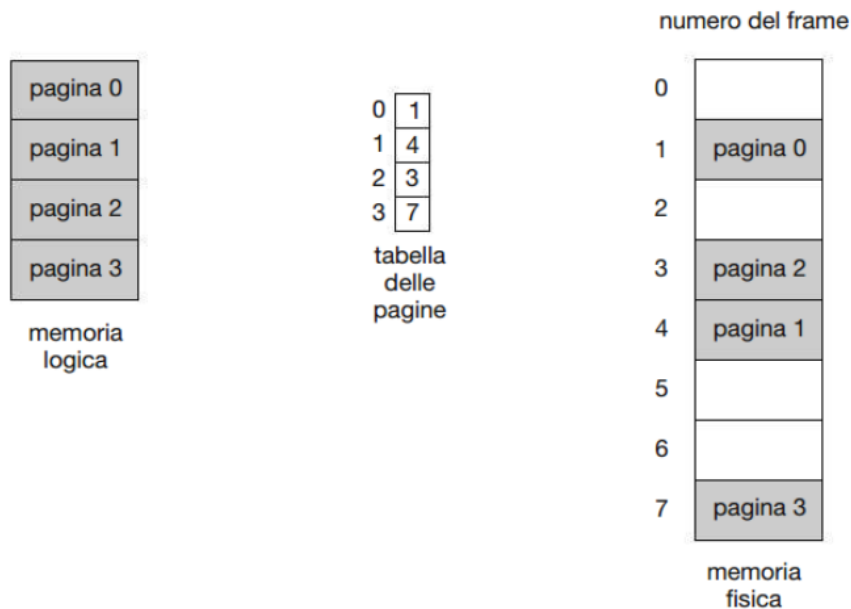 numero del frame
pagina 0
pagina 1
pagina 2
pagina 3
memoria
logica
0 1
1 4
2 3
3 7
tabella
delle
pagine
0
1 pagina 0
2
3 pagina 2
4 pagina 1
5
6
7 pagina 3
memoria
fisica